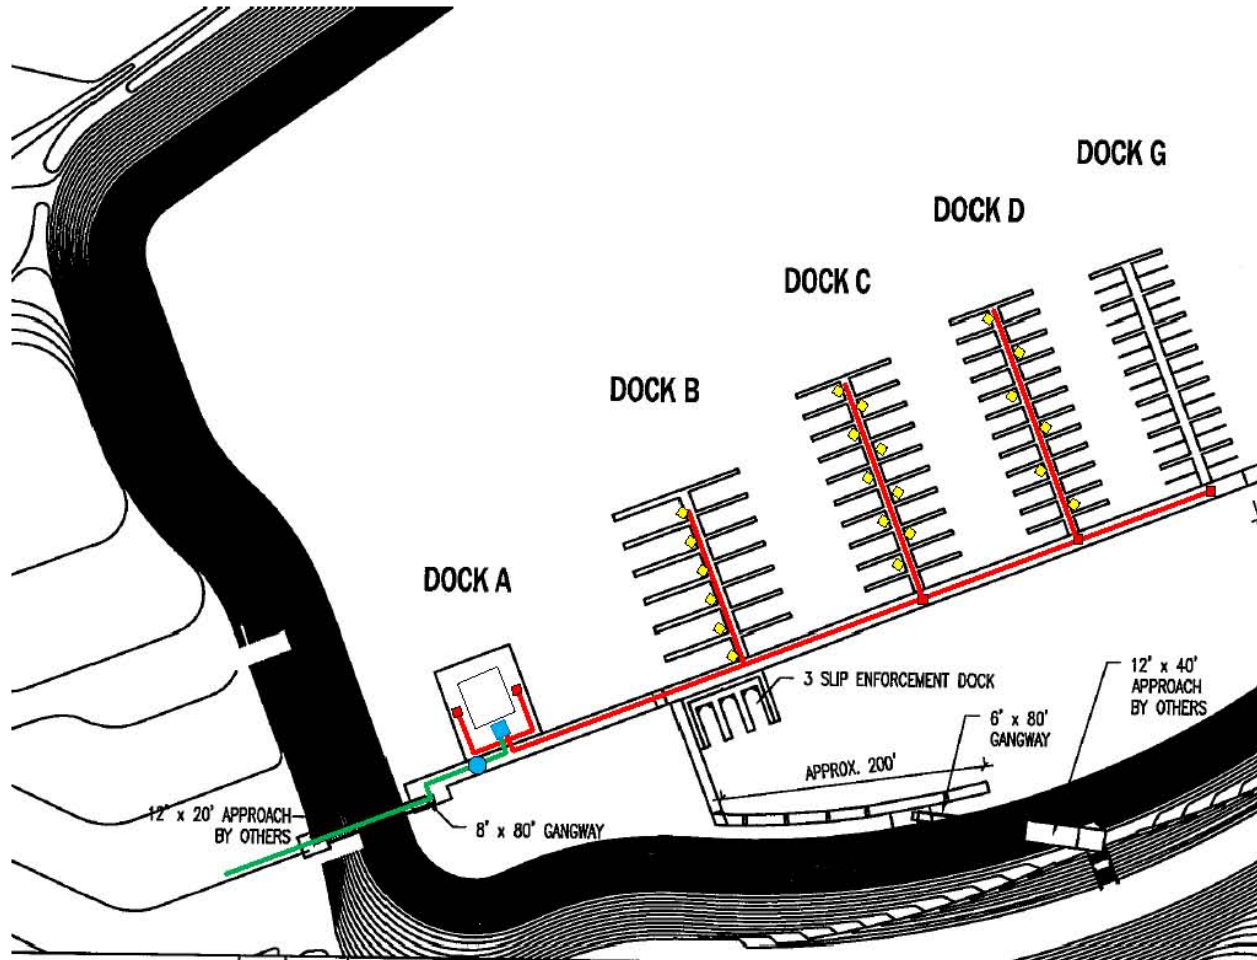 DOCK G
DOCK D
DOCK C
DOCK B
DOCK A
3 SLIP ENFORCEMENT DOCK
12' x 40'
APPROACH
BY OTHERS
6' x 80'
GANGWAY
APPROX. 200'
12' x 20' APPROACH
BY OTHERS
8' x 80' GANGWAY